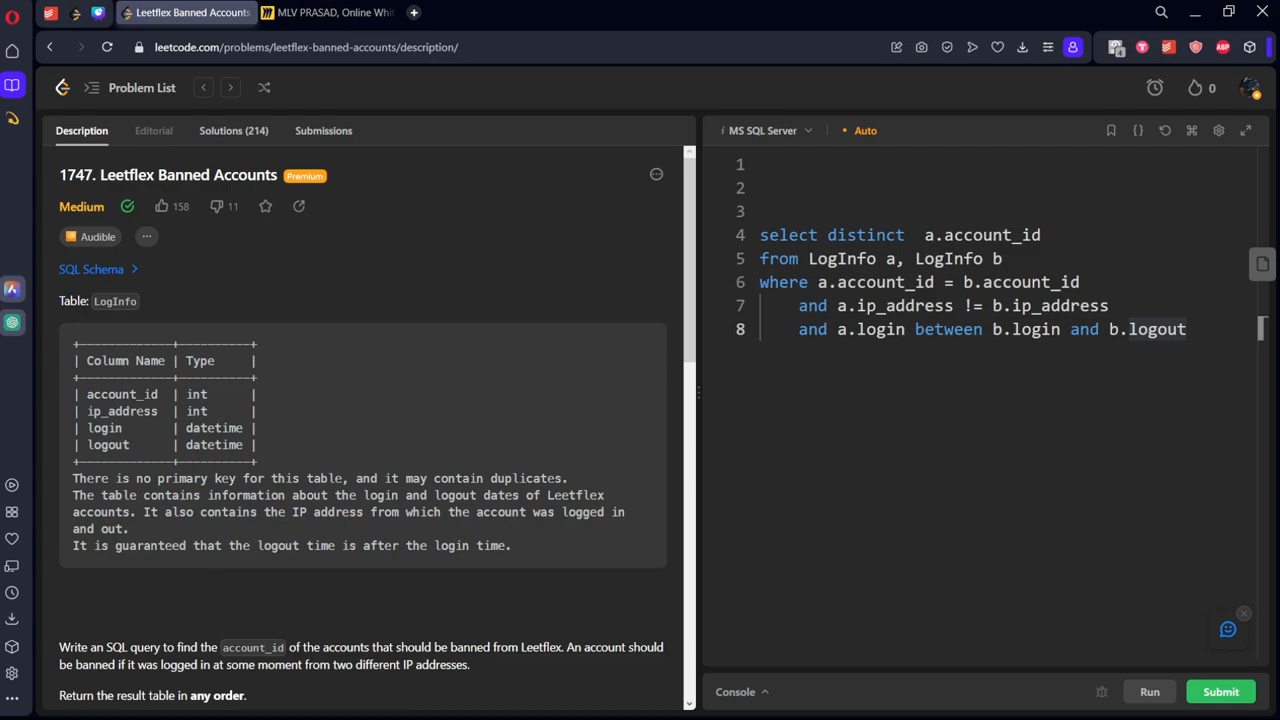 Leetflex Banned Accounts
MLV PRASAD, Online Whit
leetcode.com/problems/leetflex-banned-accounts/description/
4
ABP
Problem List
0
Description
Editorial
Solutions (214)
Submissions
i MS SQL Server
• Auto
1747. Leetflex Banned Accounts
Premium
Medium
158
11
Audible
...
SQL Schema >
Table: LogInfo
+-------------+----------+
| Column Name | Type     |
+-------------+----------+
| account_id  | int      |
| ip_address  | int      |
| login       | datetime |
| logout      | datetime |
+-------------+----------+
There is no primary key for this table, and it may contain duplicates.
The table contains information about the login and logout dates of Leetflex
accounts. It also contains the IP address from which the account was logged in
and out.
It is guaranteed that the logout time is after the login time.
Write an SQL query to find the account_id of the accounts that should be banned from Leetflex. An account should
be banned if it was logged in at some moment from two different IP addresses.
Return the result table in any order.
1
2
3
4 select distinct  a.account_id
5 from LogInfo a, LogInfo b
6 where a.account_id = b.account_id
7     and a.ip_address != b.ip_address
8     and a.login between b.login and b.logout
Console
Run
Submit